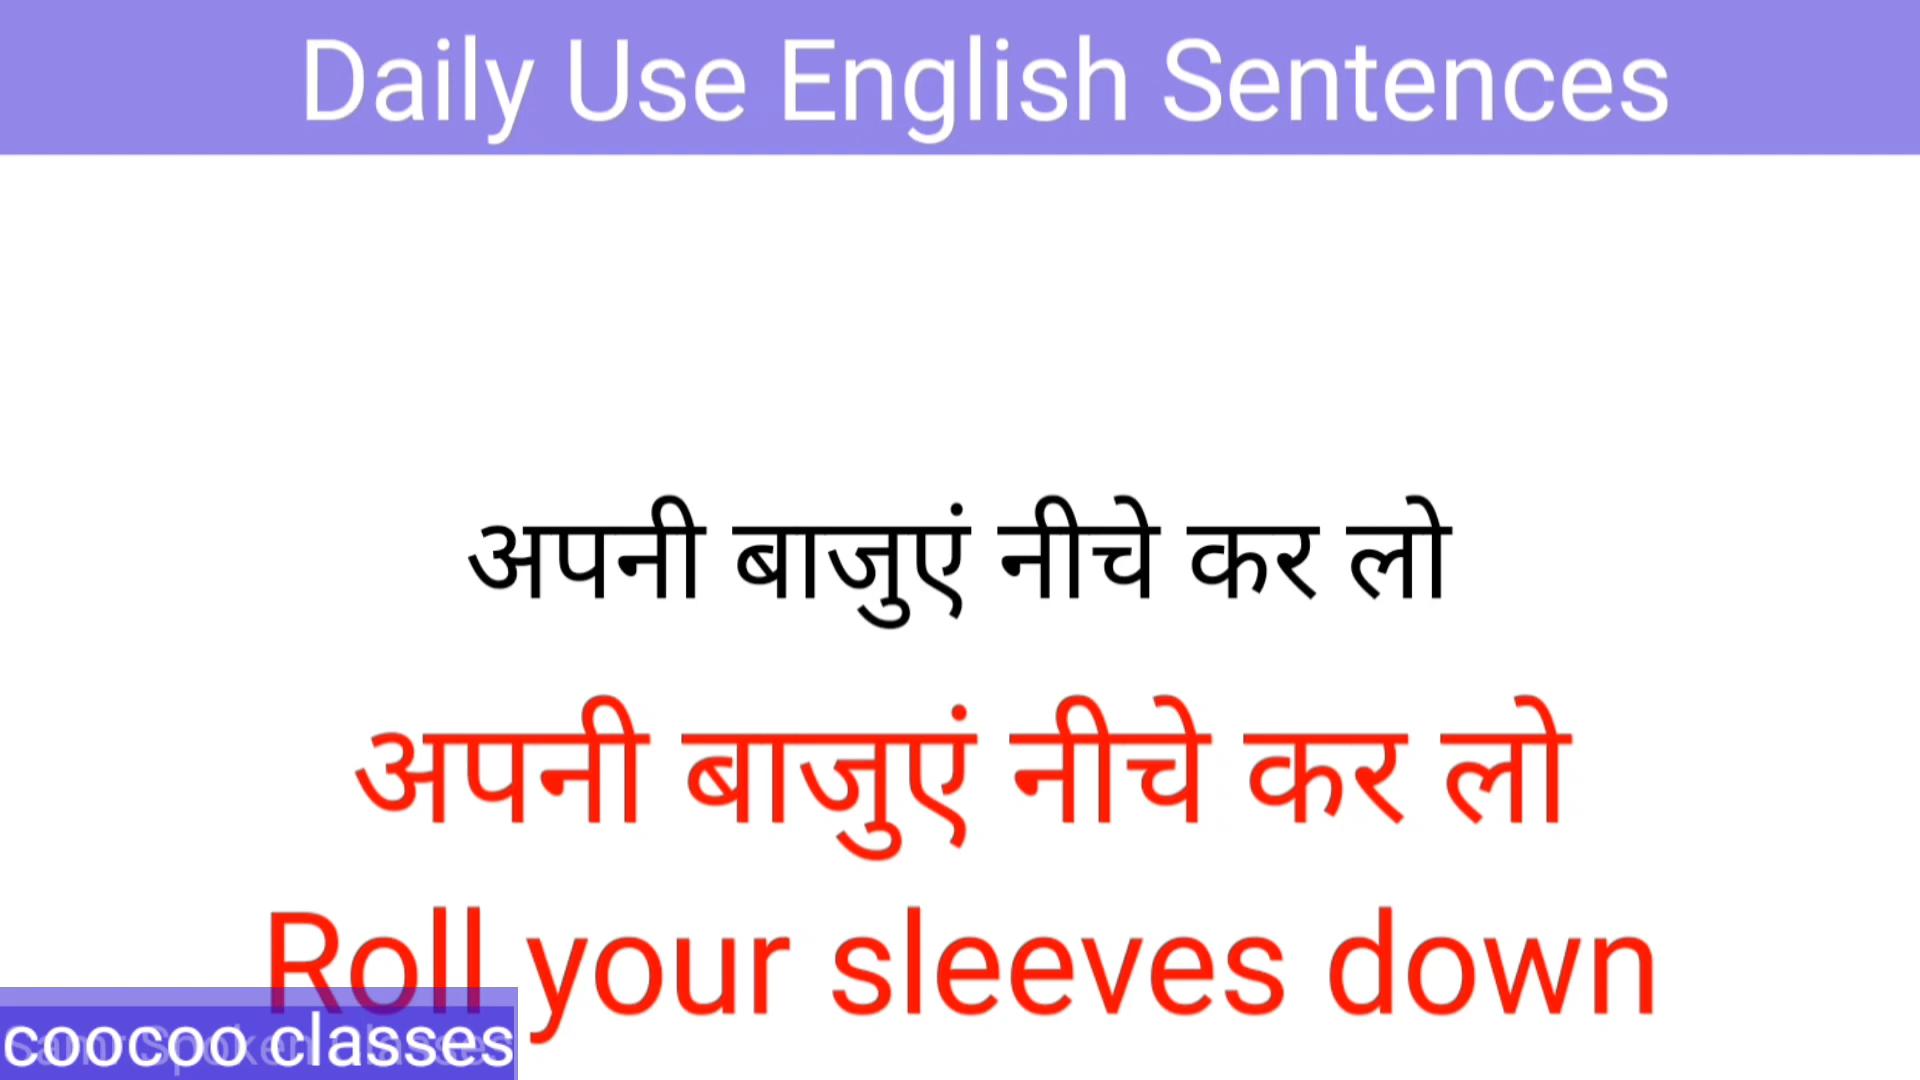 Daily Use English Sentences
अपनी बाजुएं नीचे कर लो
अपनी बाजुएं नीचे कर लो
Roll your sleeves down
coocoo classes